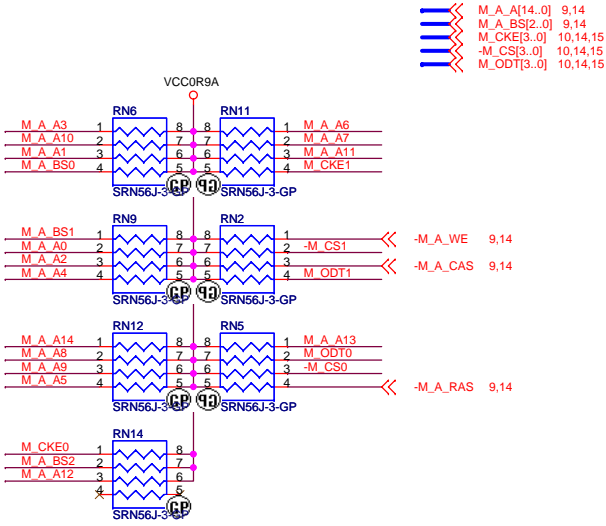 M_A_A[14..0] 9,14
M_A_BS[2..0] 9,14
M_CKE[3..0] 10,14,15
-M_CS[3..0] 10,14,15
M_ODT[3..0] 10,14,15
VCC0R9A
RN6 RN11
M_A_A3 1 8 8 1 M_A_A6
M_A_A10 2 7 7 2 M_A_A7
M_A_A1 3 6 6 3 M_A_A11
M_A_BS0 4 5 5 4 M_CKE1
GP GP
SRN56J-3-GP SRN56J-3-GP
RN9 RN2
M_A_BS1 1 8 8 1 -M_A_WE 9,14
M_A_A0 2 7 7 2 -M_CS1
M_A_A2 3 6 6 3 -M_A_CAS 9,14
M_A_A4 4 5 5 4 M_ODT1
GP GP
SRN56J-3-GP SRN56J-3-GP
RN12 RN5
M_A_A14 1 8 8 1 M_A_A13
M_A_A8 2 7 7 2 M_ODT0
M_A_A9 3 6 6 3 -M_CS0
M_A_A5 4 5 5 4 -M_A_RAS 9,14
GP GP
SRN56J-3-GP SRN56J-3-GP
RN14
M_CKE0 1 8
M_A_BS2 2 7
M_A_A12 3 6
4 5
GP
SRN56J-3-GP